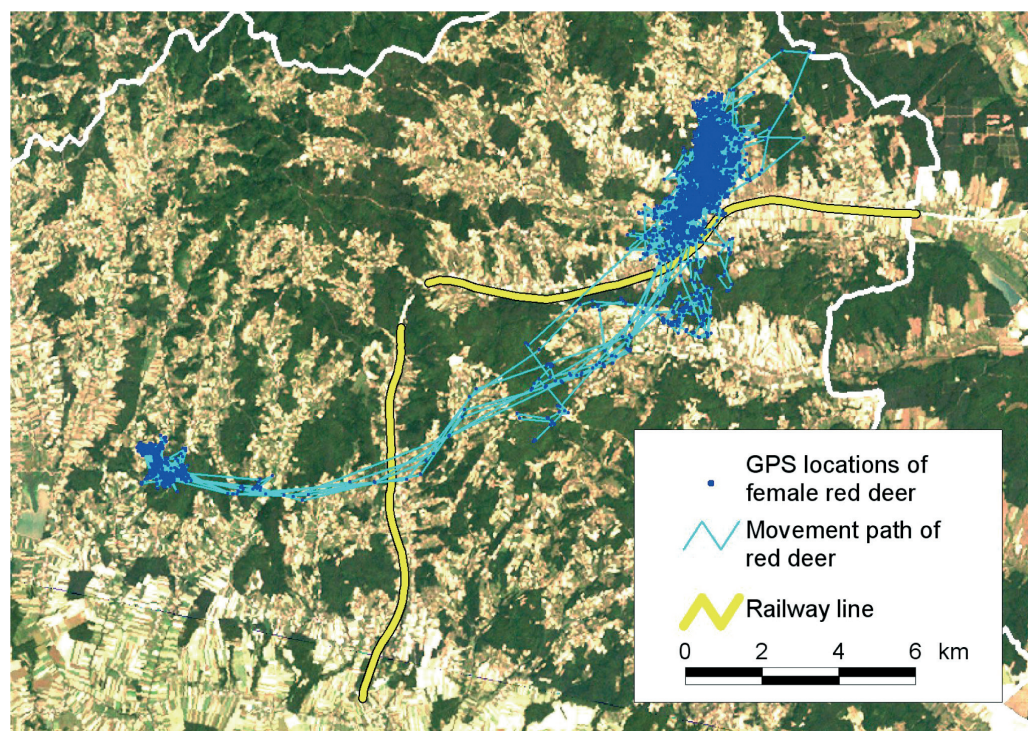 GPS locations of
female red deer
Movement path of
red deer
Railway line
0 2 4 6 km